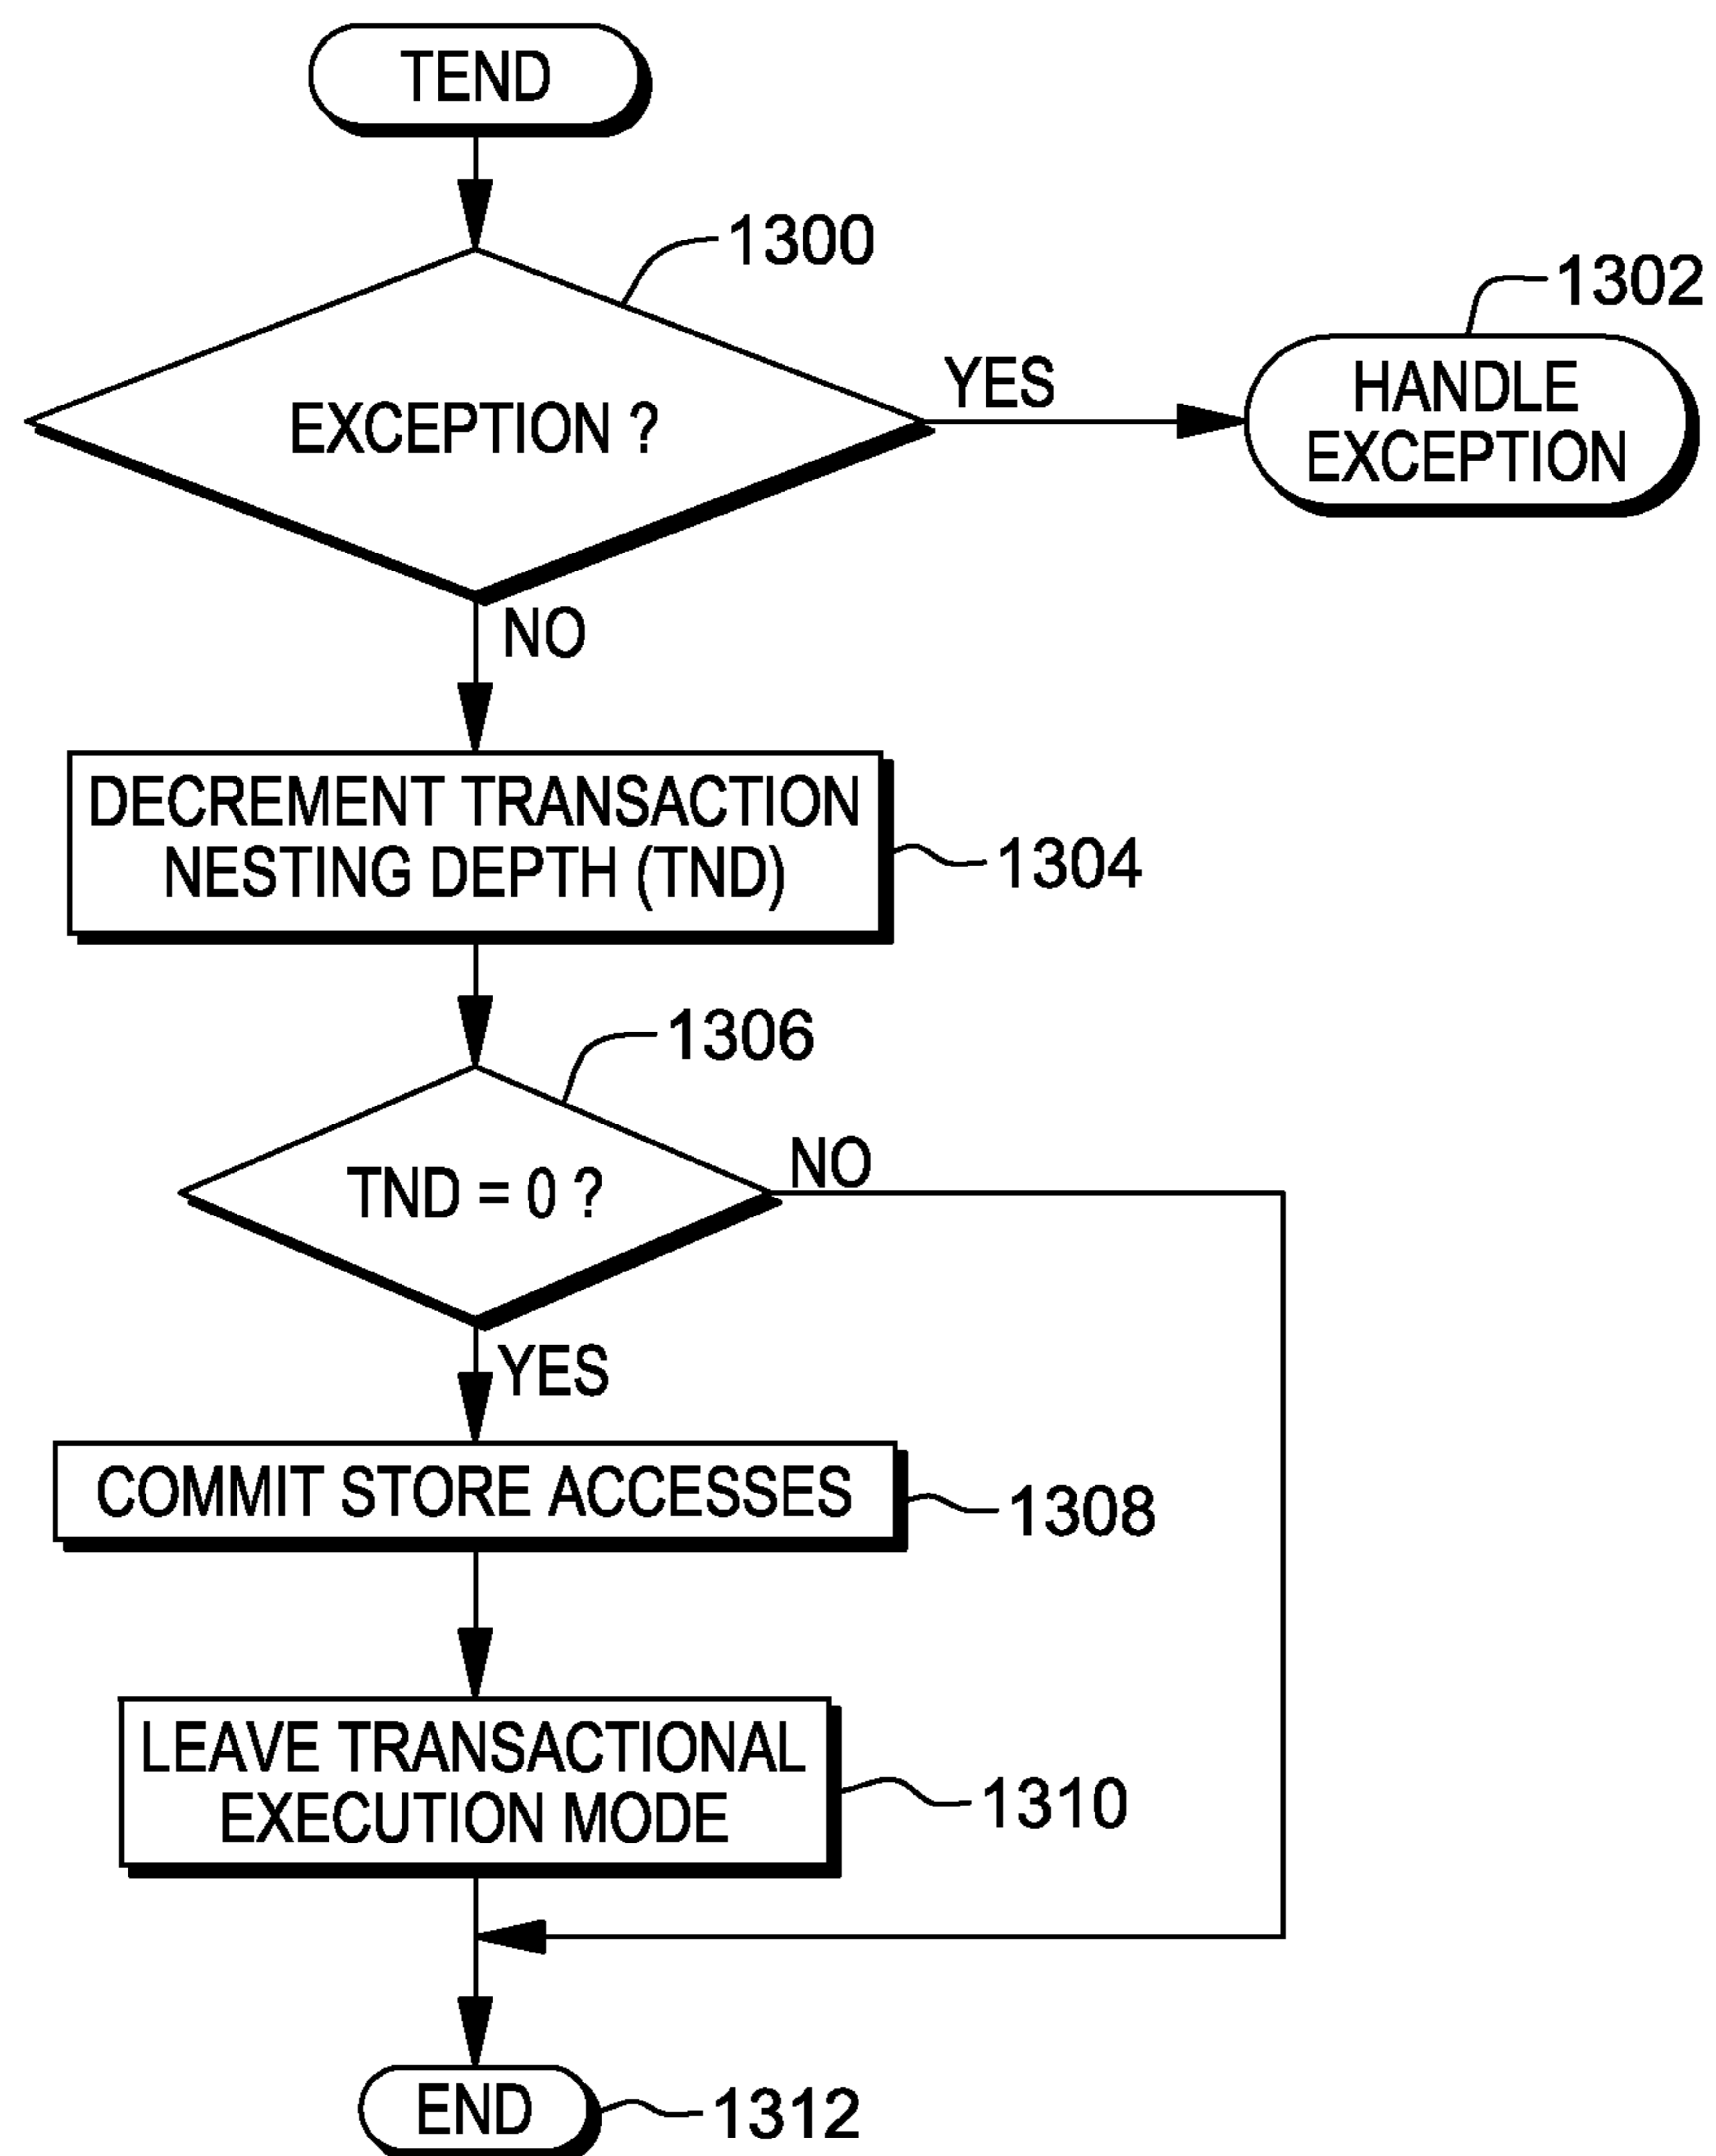 TEND
1300
1302
EXCEPTION ?
YES
HANDLE
EXCEPTION
NO
DECREMENT TRANSACTION
NESTING DEPTH (TND)
1304
1306
TND = 0 ?
NO
YES
COMMIT STORE ACCESSES
1308
LEAVE TRANSACTIONAL
EXECUTION MODE
1310
END
1312